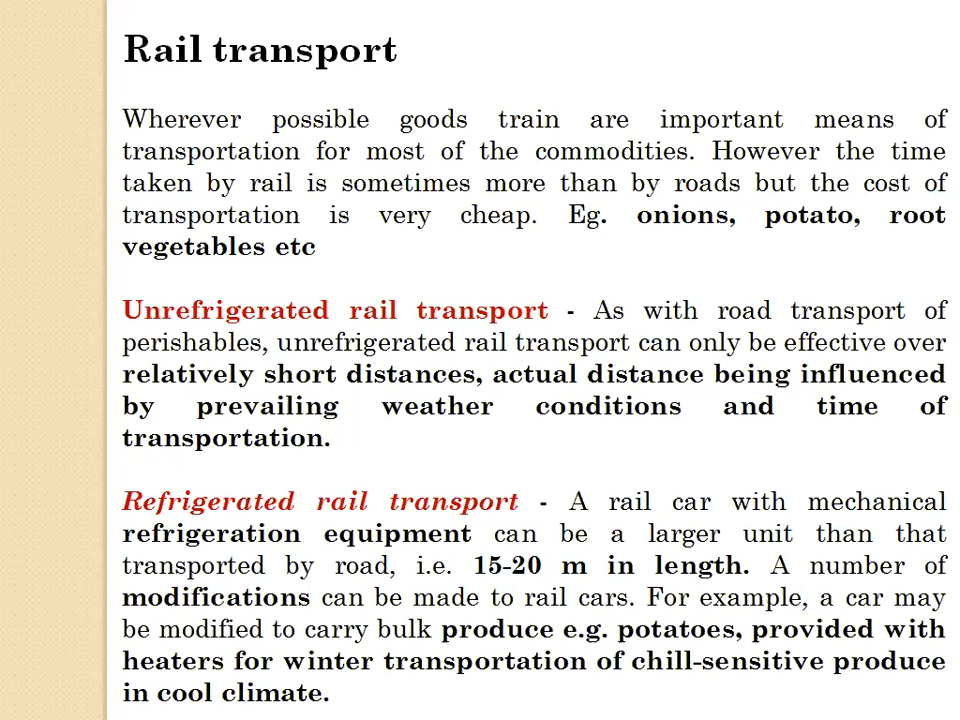 Rail transport
Wherever possible goods train are important means of
transportation for most of the commodities. However the time
taken by rail is sometimes more than by roads but the cost of
transportation is very cheap. Eg. onions, potato, root
vegetables etc
Unrefrigerated rail transport - As with road transport of
perishables, unrefrigerated rail transport can only be effective over
relatively short distances, actual distance being influenced
by prevailing weather conditions and time of
transportation.
Refrigerated rail transport - A rail car with mechanical
refrigeration equipment can be a larger unit than that
transported by road, i.e. 15-20 m in length. A number of
modifications can be made to rail cars. For example, a car may
be modified to carry bulk produce e.g. potatoes, provided with
heaters for winter transportation of chill-sensitive produce
in cool climate.